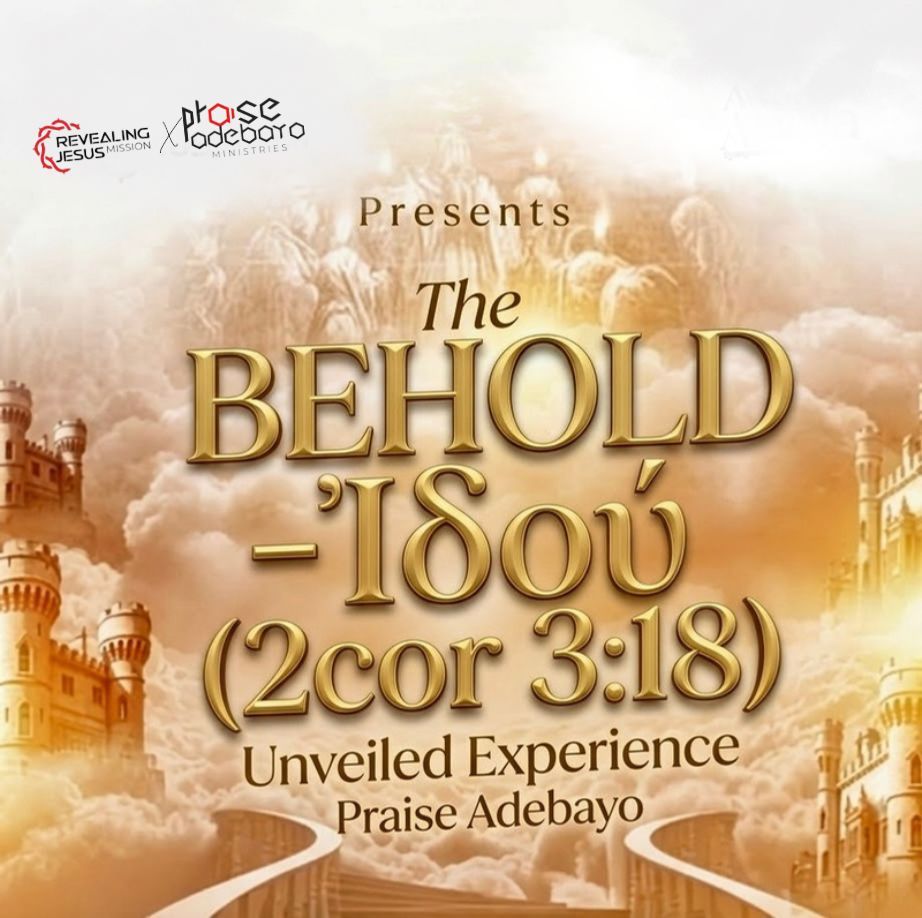 REVEALING
JESUS MISSION
X
praise
adebayo
MINISTRIES
Presents
The
BEHOLD
-Ἰδού
(2cor 3:18)
Unveiled Experience
Praise Adebayo